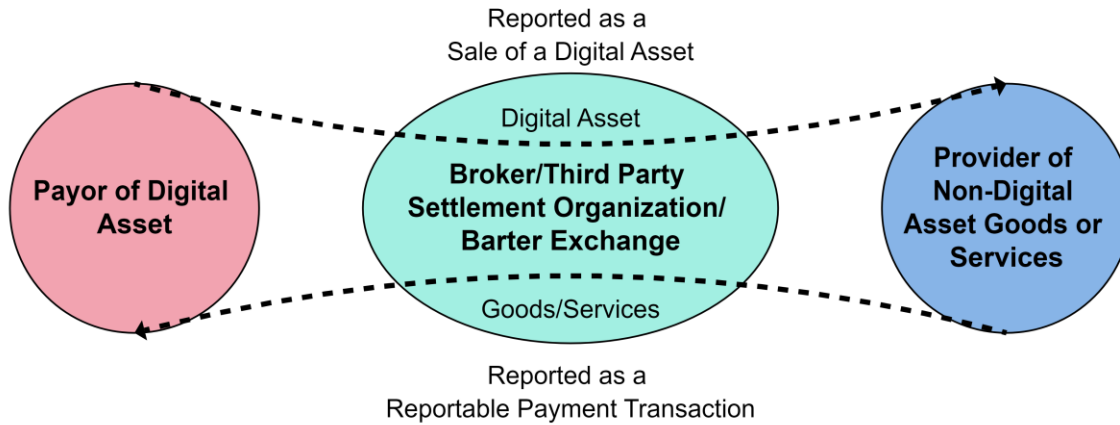 Reported as a
Sale of a Digital Asset
Digital Asset
Payor of Digital
Asset
Broker/Third Party
Settlement Organization/
Barter Exchange
Provider of
Non-Digital
Asset Goods or
Services
Goods/Services
Reported as a
Reportable Payment Transaction